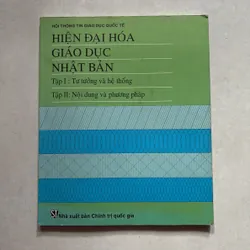 HỘI THÔNG TIN GIÁO DỤC QUỐC TẾ
HIỆN ĐẠI HÓA
GIÁO DỤC
NHẬT BẢN
Tập I : Tư tưởng và hệ thống
Tập II: Nội dung và phương pháp
Nhà xuất bản Chính trị quốc gia